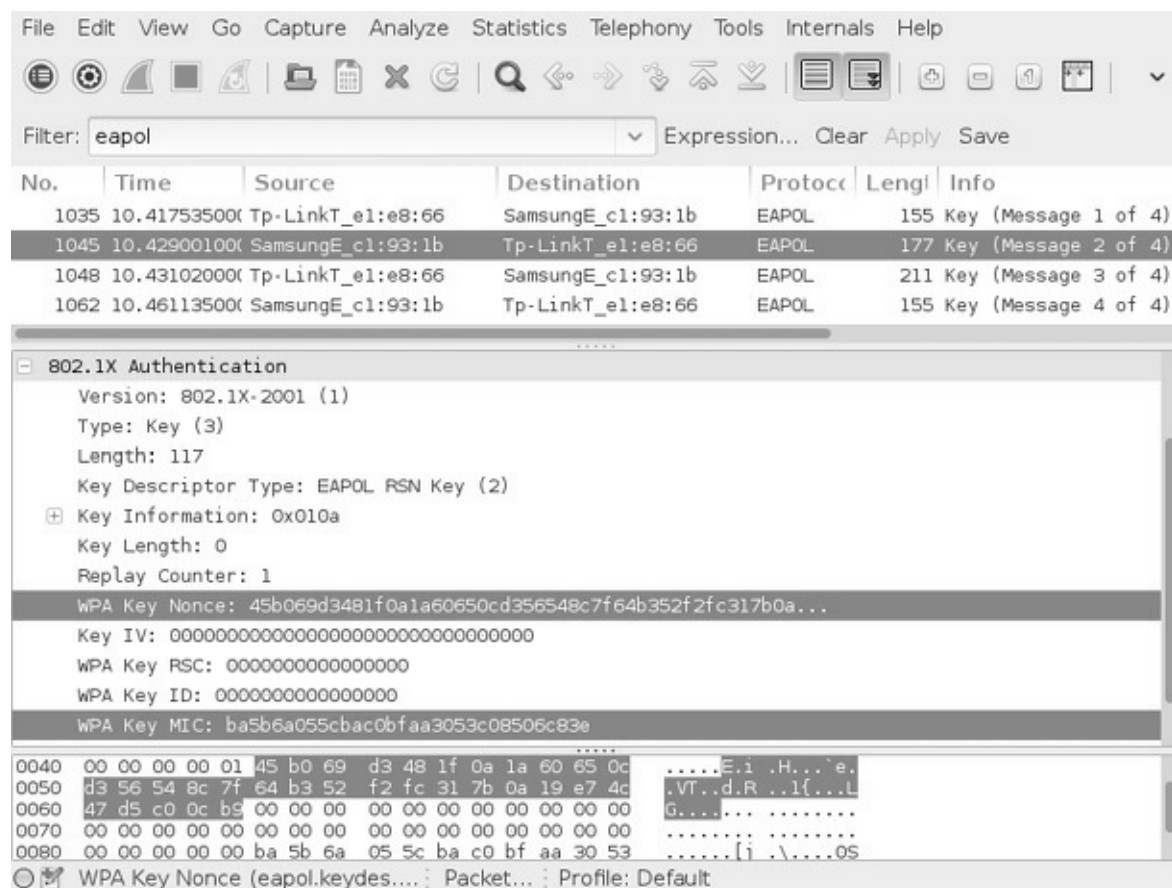 File Edit View Go Capture Analyze Statistics Telephony Tools Internals Help
Filter: eapol Expression... Clear Apply Save
No. Time Source Destination Protocc Lengt Info
1035 10.417535000 Tp-LinkT_e1:e8:66 SamsungE_c1:93:1b EAPOL 155 Key (Message 1 of 4)
1045 10.429001000 SamsungE_c1:93:1b Tp-LinkT_e1:e8:66 EAPOL 177 Key (Message 2 of 4)
1048 10.431020000 Tp-LinkT_e1:e8:66 SamsungE_c1:93:1b EAPOL 211 Key (Message 3 of 4)
1062 10.461135000 SamsungE_c1:93:1b Tp-LinkT_e1:e8:66 EAPOL 155 Key (Message 4 of 4)
802.1X Authentication
Version: 802.1X-2001 (1)
Type: Key (3)
Length: 117
Key Descriptor Type: EAPOL RSN Key (2)
Key Information: 0x010a
Key Length: 0
Replay Counter: 1
WPA Key Nonce: 45b069d3481f0a1a60650cd356548c7f64b352f2fc317b0a...
Key IV: 00000000000000000000000000000000
WPA Key RSC: 0000000000000000
WPA Key ID: 0000000000000000
WPA Key MIC: ba5b6a055cbac0bfaa3053c08506c83e
0040 00 00 00 00 01 45 b0 69 d3 48 1f 0a 1a 60 65 0c .....E.i .H...`e.
0050 d3 56 54 8c 7f 64 b3 52 f2 fc 31 7b 0a 19 e7 4c .VT..d.R ..1{...L
0060 47 d5 c0 0c b9 00 00 00 00 00 00 00 00 00 00 00 G....... ........
0070 00 00 00 00 00 00 00 00 00 00 00 00 00 00 00 00 ........ ........
0080 00 00 00 00 00 ba 5b 6a 05 5c ba c0 bf aa 30 53 ......[j .\....0S
WPA Key Nonce (eapol.keydes.... Packet... Profile: Default